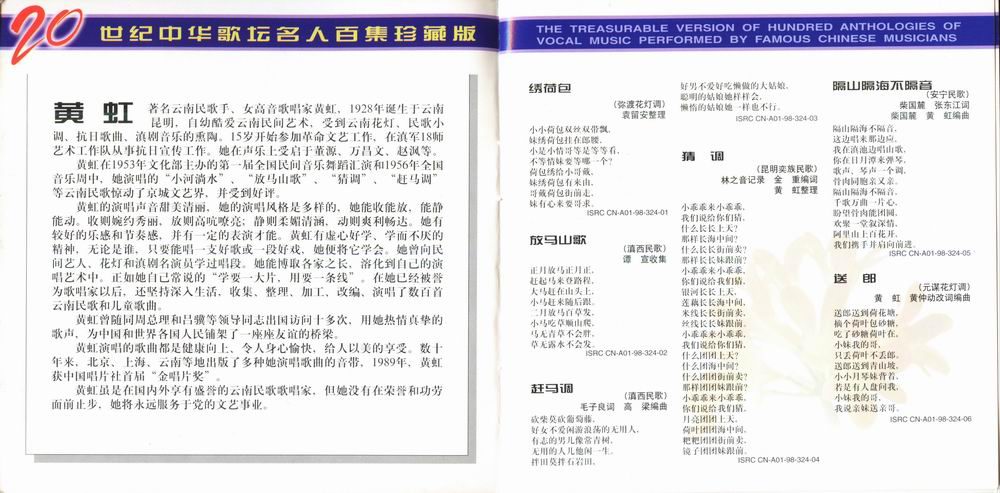 20世纪中华歌坛名人百集珍藏版
黄虹 著名云南民歌手、女高音歌唱家黄虹，1928年诞生于云南
昆明，自幼酷爱云南民间艺术，受到云南花灯、民歌小
调、抗日歌曲、滇剧音乐的熏陶。15岁开始参加革命文艺工作，在滇军18师
艺术工作队从事抗日宣传工作。她在声乐上受启于董源、万昌文、赵沨等。
黄虹在1953年文化部主办的第一届全国民间音乐舞蹈汇演和1956年全国
音乐周中，她演唱的“小河淌水”、“放马山歌”、“猜调”、“赶马调”
等云南民歌惊动了京城文艺界，并受到好评。
黄虹的演唱声音甜美清丽，她的演唱风格是多样的，她能收能放，能静
能动。收则婉约秀丽，放则高吭嘹亮；静则柔媚清涵，动则爽利畅达。她有
较好的乐感和节奏感，并有一定的表演才能。黄虹有虚心好学、学而不厌的
精神，无论是谁，只要能唱一支好歌或一段好戏，她便将它学会。她曾向民
间艺人、花灯和滇剧名演员学过唱段。她能博取各家之长，溶化到自己的演
唱艺术中。正如她自己常说的“学要一大片，用要一条线”。在她已经被誉
为歌唱家以后，还坚持深入生活，收集、整理、加工、改编、演唱了数百首
云南民歌和儿童歌曲。
黄虹曾随同周总理和吕骥等领导同志出国访问十多次，用她热情真挚的
歌声，为中国和世界各国人民铺架了一座座友谊的桥梁。
黄虹演唱的歌曲都是健康向上、令人身心愉快，给人以美的享受。数十
年来，北京、上海、云南等地出版了多种她演唱歌曲的音带，1989年，黄虹
获中国唱片社首届“金唱片奖”。
黄虹虽是在国内外享有盛誉的云南民歌歌唱家，但她没有在荣誉和功劳
面前止步，她将永远服务于党的文艺事业。
THE TREASURABLE VERSION OF HUNDRED ANTHOLOGIES OF
VOCAL MUSIC PERFORMED BY FAMOUS CHINESE MUSICIANS
绣荷包
（弥渡花灯调）
袁留安整理
小小荷包双丝双带飘，
妹绣荷包挂在郎腰，
小是小情哥等是等等看，
不等情妹要等哪一个？
荷包绣给小哥戴，
妹绣荷包有来由，
哥戴荷包街前走，
妹有心来要哥求。
ISRC CN-A01-98-324-01
放马山歌
（滇西民歌）
谭　宣收集
正月放马正月正，
赶起马来登路程，
大马赶在山头上，
小马赶来随后跟。
二月放马百草发，
小马吃草顺山爬，
马无青草不会胖，
草无露水不会发。
ISRC CN-A01-98-324-02
赶马调
（滇西民歌）
毛子良词　高　梁编曲
砍柴莫砍葡萄藤，
好女不爱闲游浪荡的无用人，
有志的男儿像常青树，
无用的人儿他闲一生。
拌田莫拌石岩田，
好男不爱好吃懒做的大姑娘，
聪明的姑娘她样样会，
懒惰的姑娘她一样也不行。
ISRC CN-A01-98-324-03
猜　调
（昆明奕族民歌）
林之音记录　金　重编词
黄　虹整理
小乖乖来小乖乖，
我们说给你们猜，
什么长长上天？
那样长海中间？
什么长长街前卖？
那样长长妹跟前？
小乖乖来小乖乖，
你们说给我们猜：
银河长长上天，
莲藕长长海中间，
米线长长街前卖，
丝线长长妹跟前。
小乖乖来小乖乖，
我们说给你们猜：
什么团团上天？
什么团海中间？
什么团团街前卖？
那样团团妹跟前？
小乖乖来小乖乖，
你们说给我们猜：
月亮团团上天，
荷叶团团海中间，
粑粑团团街前卖，
镜子团团妹跟前。
ISRC CN-A01-98-324-04
隔山隔海不隔音
（安宁民歌）
柴国麓　张东江词
柴国麓　黄　虹编曲
隔山隔海不隔音，
这边唱来那边应，
我在滇池边唱山歌，
你在日月潭来弹琴。
歌声、琴声一个调，
骨肉同胞亲又亲。
隔山隔海不隔音，
千歌万曲一片心，
盼望骨肉能团圆，
欢聚一堂叙深情。
阿里山上百花开，
我们携手并肩向前进。
ISRC CN-A01-98-324-05
送　郎
（元谋花灯调）
黄　虹　黄仲动改词编曲
送郎送到荷花塘，
摘个荷叶包砂糖，
吃了砂糖荷叶在，
小妹我的哥，
只丢荷叶不丢郎。
送郎送到青山坡，
小小月琴妹背着，
若是有人盘问我，
小妹我的哥，
我说亲妹送亲哥。
ISRC CN-A01-98-324-06